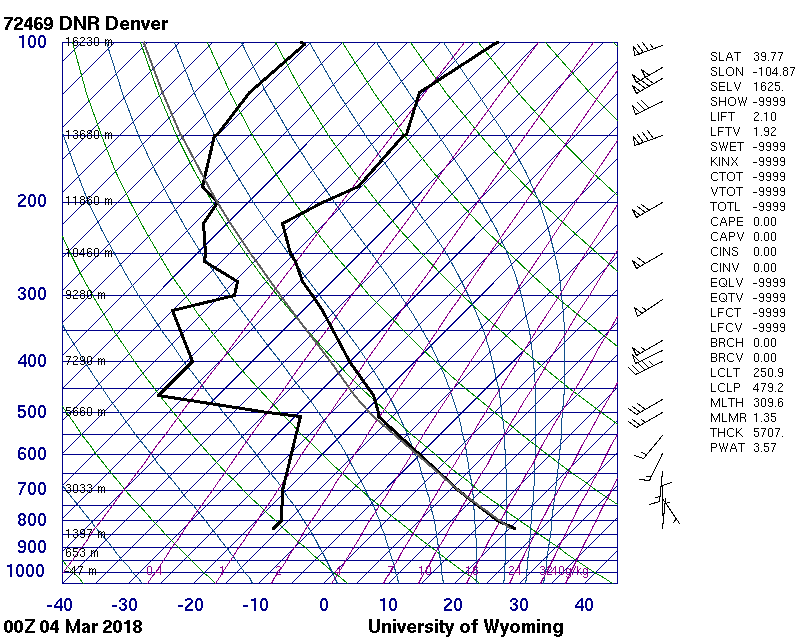 72469 DNR Denver
100
16230 m
13680 m
200
11860 m
10460 m
300
9280 m
400
7290 m
500
5660 m
600
700
3033 m
800
1397 m
900
653 m
1000
-47 m
0.4 1 2 4 7 10 16 24 32 40g/kg
-40 -30 -20 -10 0 10 20 30 40
00Z 04 Mar 2018 University of Wyoming
SLAT 39.77
SLON -104.87
SELV 1625.
SHOW -9999
LIFT 2.10
LFTV 1.92
SWET -9999
KINX -9999
CTOT -9999
VTOT -9999
TOTL -9999
CAPE 0.00
CAPV 0.00
CINS 0.00
CINV 0.00
EQLV -9999
EQTV -9999
LFCT -9999
LFCV -9999
BRCH 0.00
BRCV 0.00
LCLT 250.9
LCLP 479.2
MLTH 309.6
MLMR 1.35
THCK 5707.
PWAT 3.57